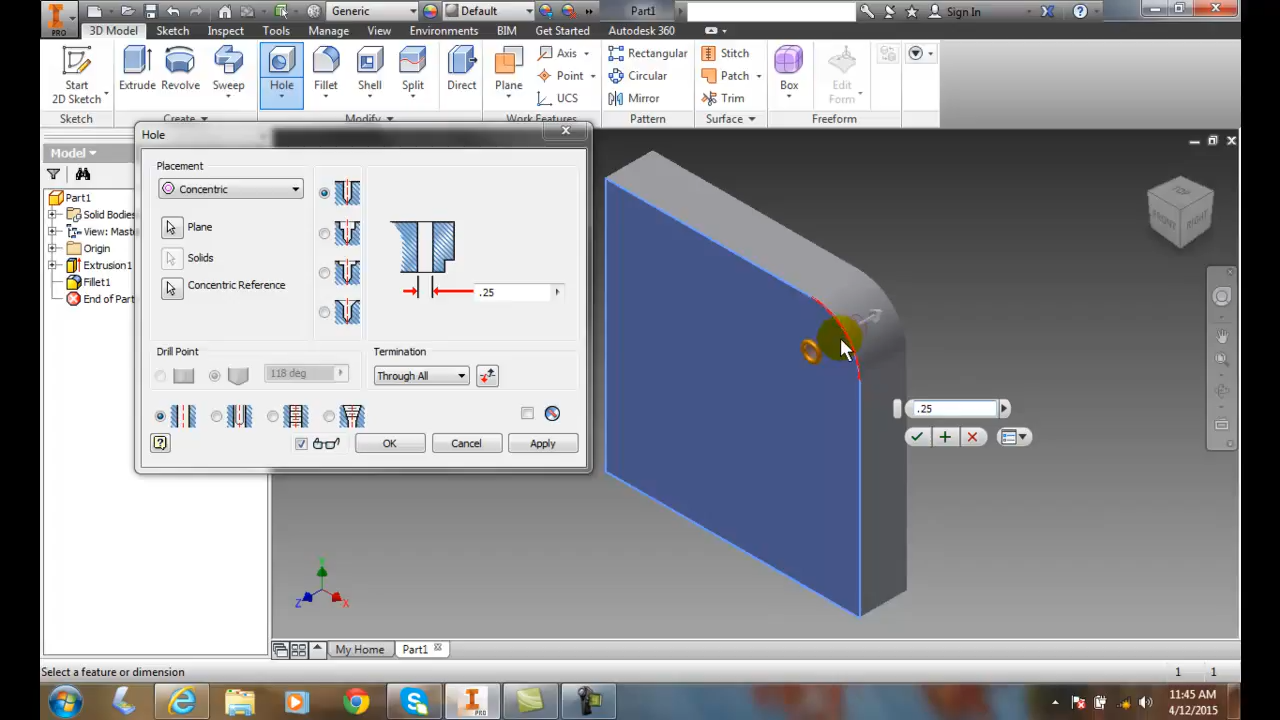 Generic
Default
Part1
Sign In
PRO
3D Model
Sketch
Inspect
Tools
Manage
View
Environments
BIM
Get Started
Autodesk 360
Start
2D Sketch
Extrude
Revolve
Sweep
Hole
Fillet
Shell
Split
Direct
Plane
Axis
Point
UCS
Rectangular
Circular
Mirror
Stitch
Patch
Trim
Box
Edit
Form
Sketch
Create
Modify
Work Features
Pattern
Surface
Freeform
Model
Part1
Solid Bodies
View: Mast
Origin
Extrusion1
Fillet1
End of Part
Hole
Placement
Concentric
Plane
Solids
Concentric Reference
.25
Drill Point
118 deg
Termination
Through All
OK
Cancel
Apply
TOP
FRONT
RIGHT
.25
Y
Z
X
My Home
Part1
Select a feature or dimension
1
1
PRO
11:45 AM
4/12/2015